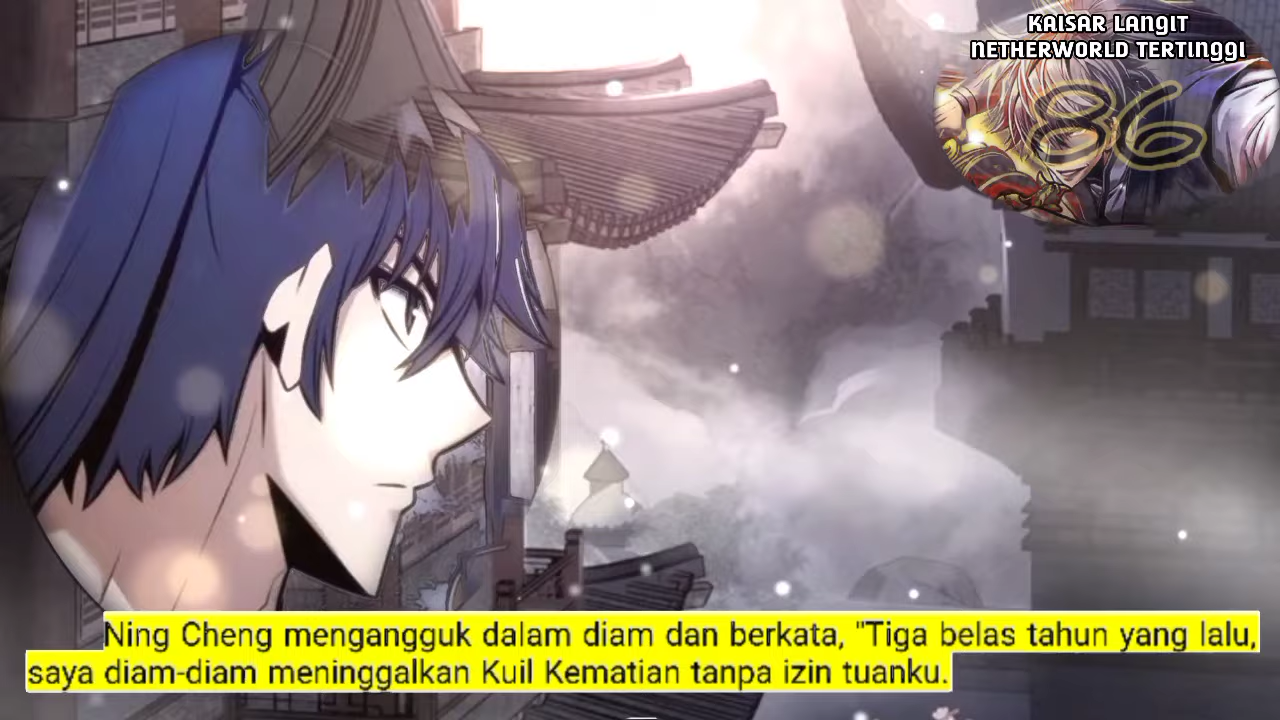 KAISAR LANGIT
NETHERWORLD TERTINGGI
86
Ning Cheng mengangguk dalam diam dan berkata, "Tiga belas tahun yang lalu,
saya diam-diam meninggalkan Kuil Kematian tanpa izin tuanku.